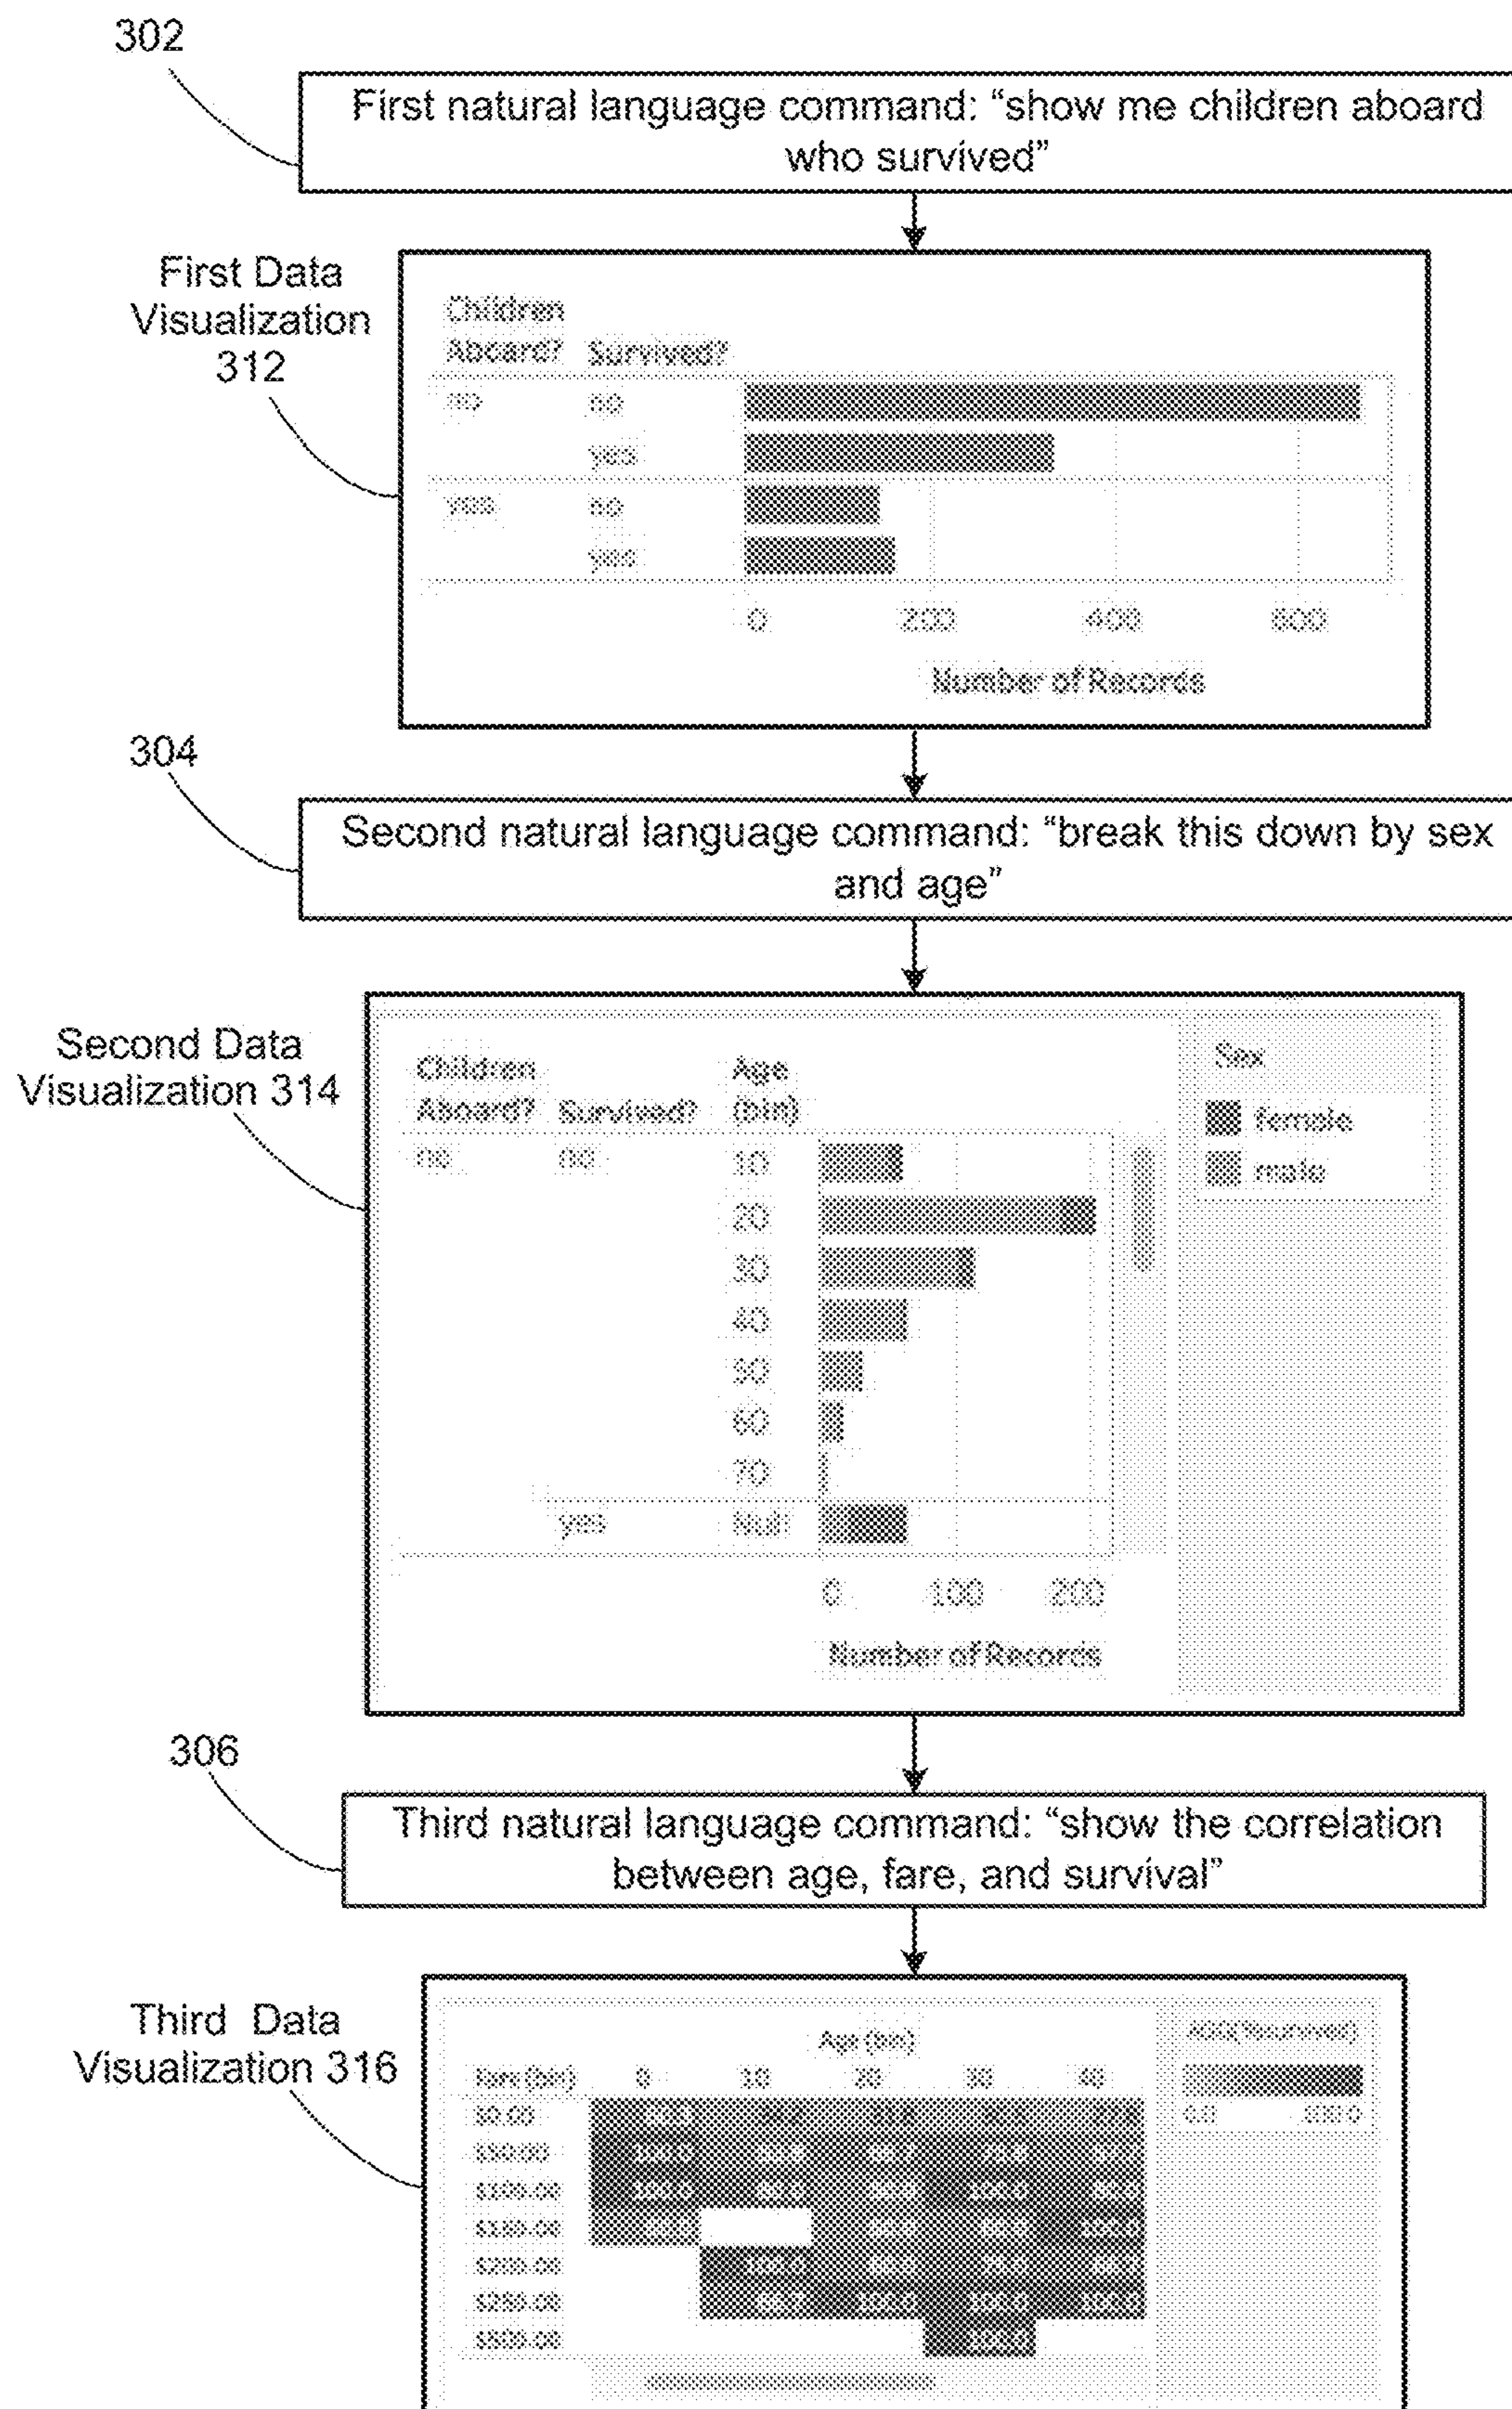 302
First natural language command: “show me children aboard
who survived”
First Data
Visualization
312
Children
Aboard? Survived?
no no
yes
yes no
yes
0 200 400 600
Number of Records
304
Second natural language command: “break this down by sex
and age”
Second Data
Visualization 314
Children Age
Aboard? Survived? (bin)
no no 10
20
30
40
50
60
70
yes Null
0 100 200
Number of Records
Sex
female
male
306
Third natural language command: “show the correlation
between age, fare, and survival”
Third Data
Visualization 316
Age (bin)
Fare (bin) 0 10 20 30 40
$0.00
$50.00
$100.00 100.0
$150.00
$200.00
$250.00
$500.00